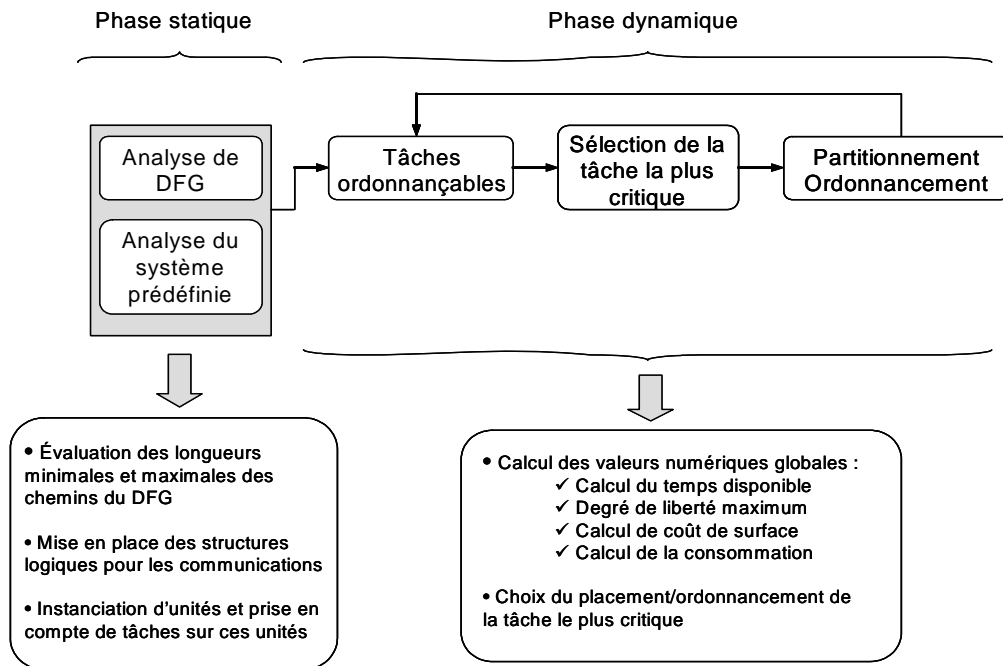 Phase statique
Phase dynamique
Analyse de
DFG
Analyse du
système
prédéfinie
Tâches
ordonnançables
Sélection de la
tâche la plus
critique
Partitionnement
Ordonnancement
• Évaluation des longueurs
minimales et maximales des
chemins du DFG
• Mise en place des structures
logiques pour les communications
• Instanciation d'unités et prise en
compte de tâches sur ces unités
• Calcul des valeurs numériques globales :
✓ Calcul du temps disponible
✓ Degré de liberté maximum
✓ Calcul de coût de surface
✓ Calcul de la consommation
• Choix du placement/ordonnancement de
la tâche le plus critique